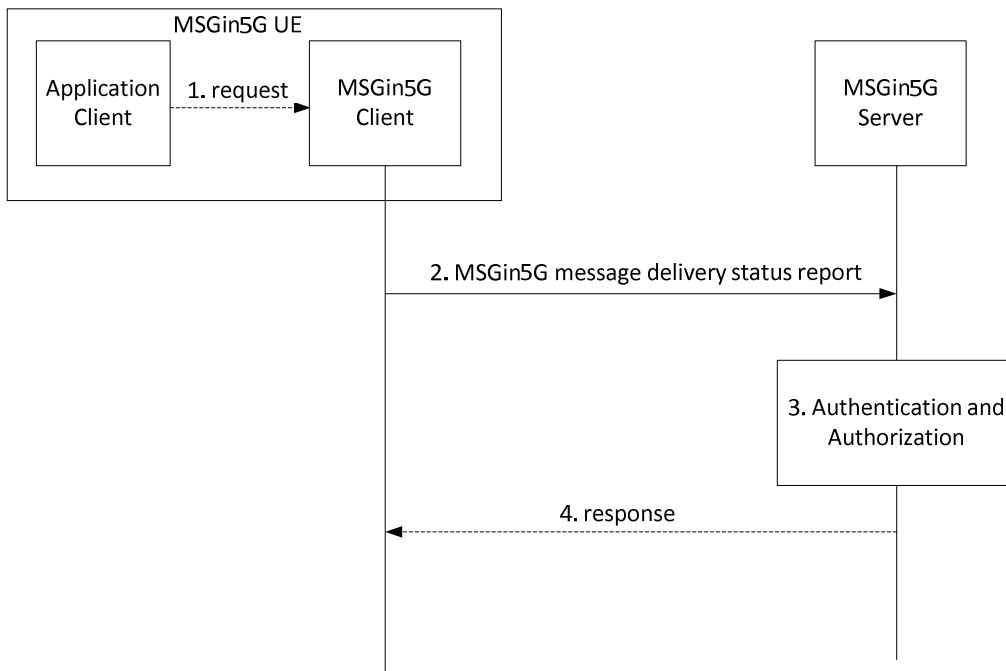 MSGin5G UE
Application
Client
1. request
MSGin5G
Client
MSGin5G
Server
2. MSGin5G message delivery status report
3. Authentication and
Authorization
4. response